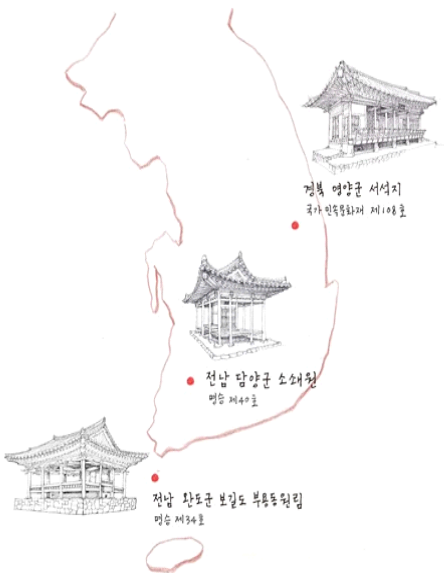 경북 영양군 서석지
국가 민속문화재 제108호
전남 담양군 소쇄원
명승 제40호
전남 완도군 보길도 부용동원림
명승 제34호